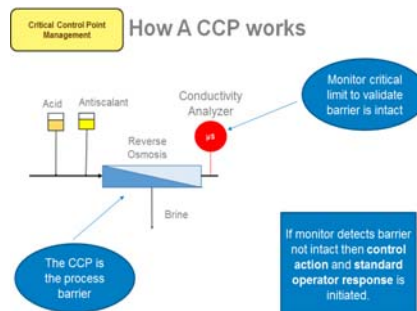 Critical Control Point
Management
How A CCP works
Monitor critical
limit to validate
barrier is intact
Conductivity
Analyzer
Acid
Antiscalant
µS
Reverse
Osmosis
Brine
The CCP is
the process
barrier
If monitor detects barrier
not intact then control
action and standard
operator response is
initiated.